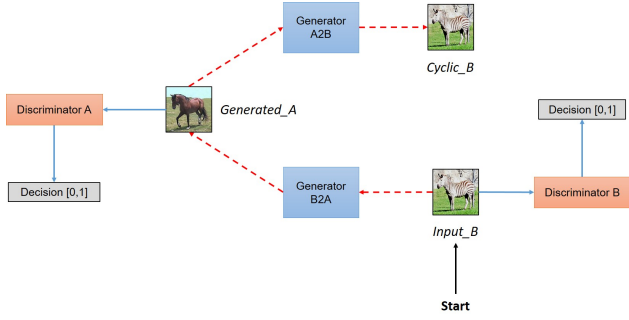 Generator
A2B
Cyclic_B
Discriminator A
Generated_A
Decision [0,1]
Decision [0,1]
Generator
B2A
Discriminator B
Input_B
Start